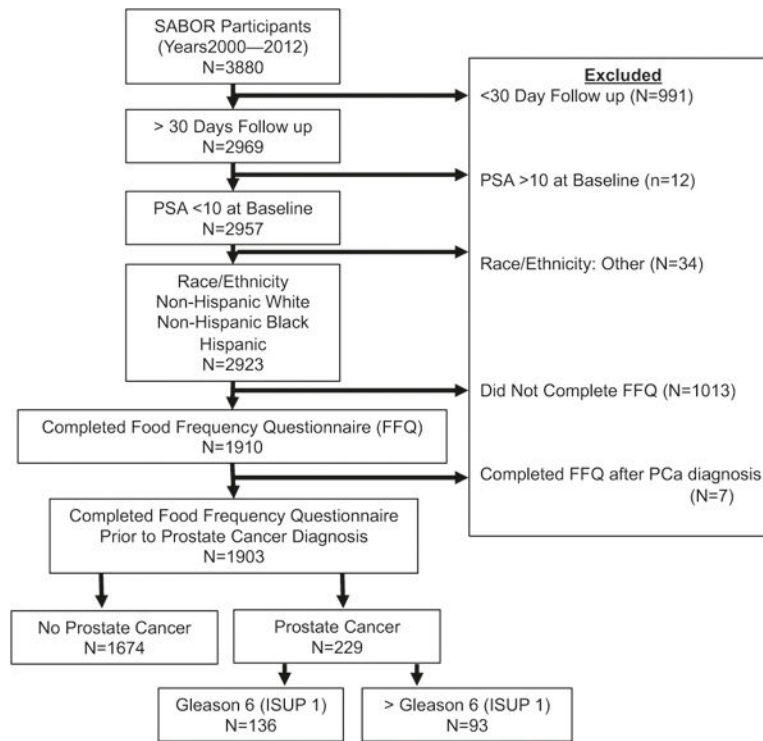 SABOR Participants
(Years2000—2012)
N=3880
Excluded
<30 Day Follow up (N=991)
> 30 Days Follow up
N=2969
PSA >10 at Baseline (n=12)
PSA <10 at Baseline
N=2957
Race/Ethnicity: Other (N=34)
Race/Ethnicity
Non-Hispanic White
Non-Hispanic Black
Hispanic
N=2923
Did Not Complete FFQ (N=1013)
Completed Food Frequency Questionnaire (FFQ)
N=1910
Completed FFQ after PCa diagnosis
(N=7)
Completed Food Frequency Questionnaire
Prior to Prostate Cancer Diagnosis
N=1903
No Prostate Cancer
N=1674
Prostate Cancer
N=229
Gleason 6 (ISUP 1)
N=136
> Gleason 6 (ISUP 1)
N=93